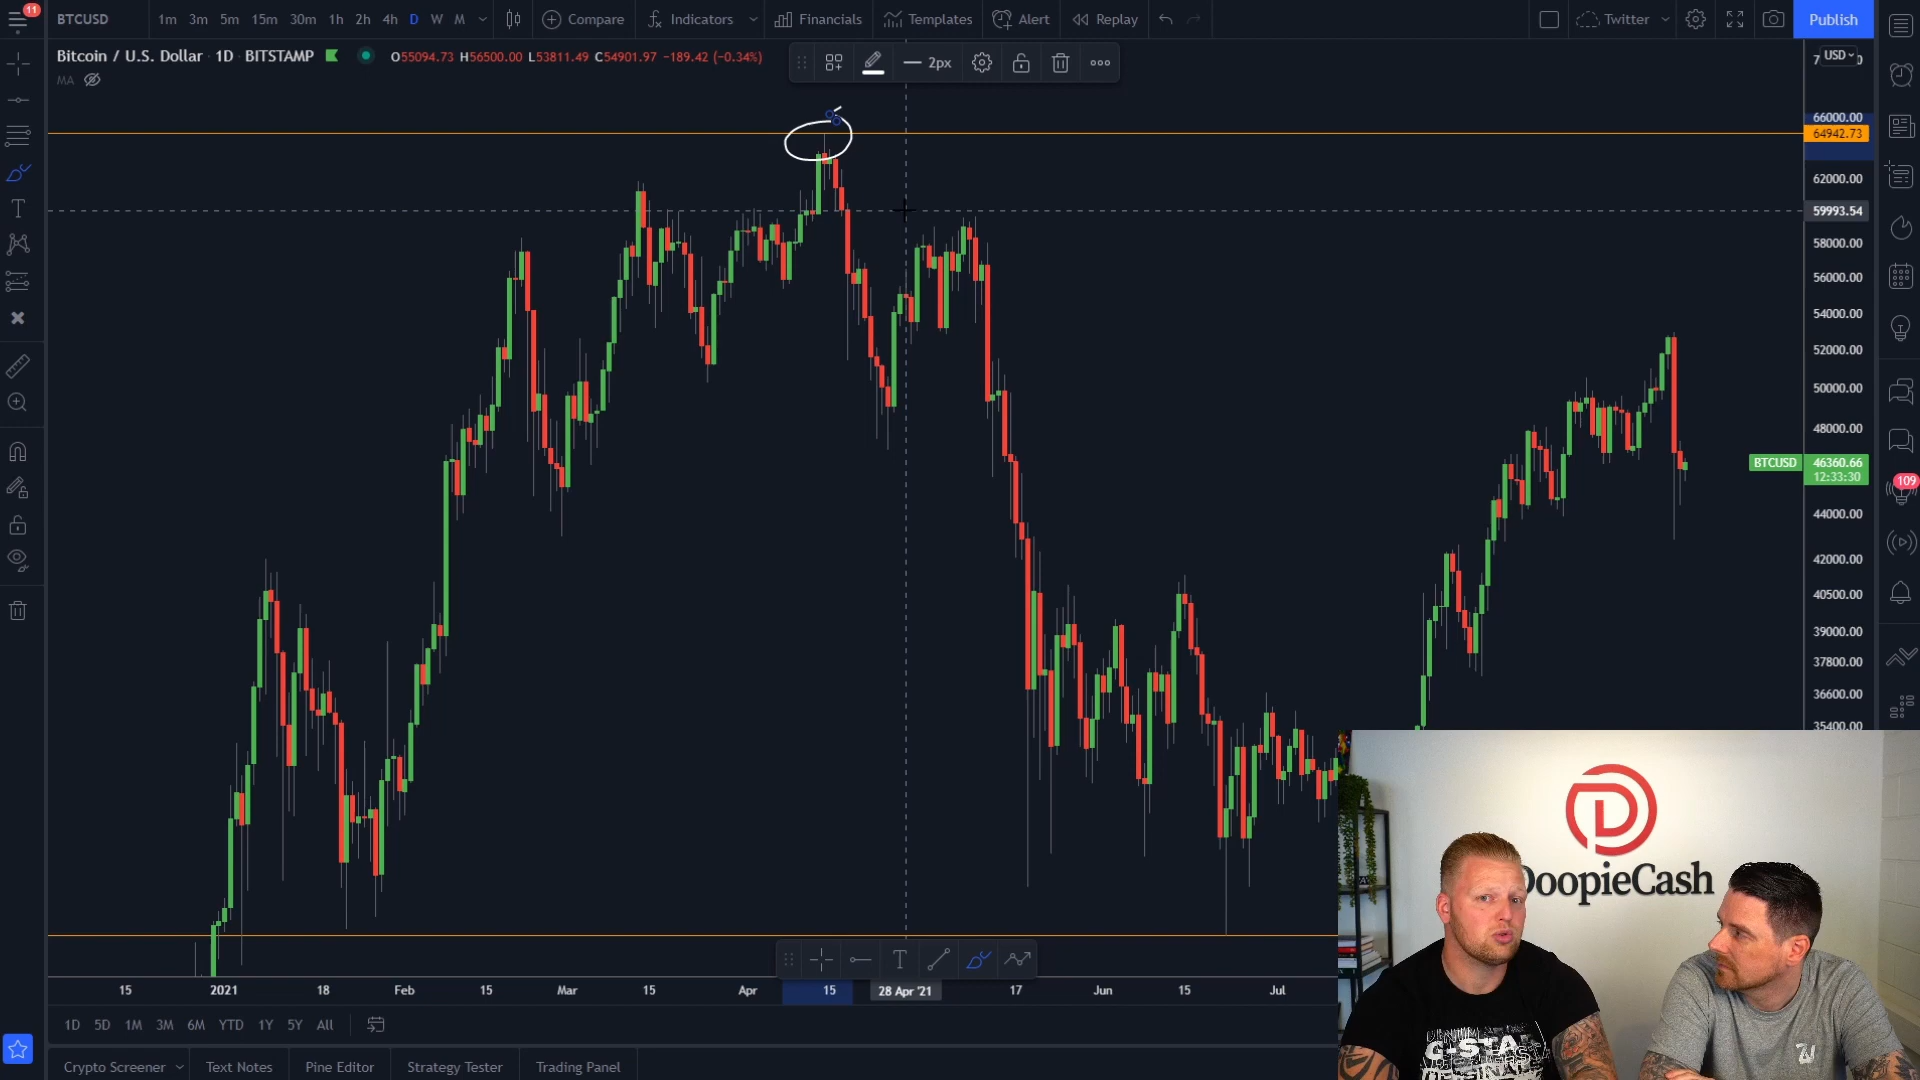 11
BTCUSD 1m 3m 5m 15m 30m 1h 2h 4h D W M Compare Indicators Financials Templates Alert Replay Twitter Publish
Bitcoin / U.S. Dollar 1D BITSTAMP O55094.73 H56500.00 L53811.49 C54901.97 −189.42 (−0.34%)
MA
2px
USD
66000.00
64942.73
62000.00
59993.54
58000.00
56000.00
54000.00
52000.00
50000.00
48000.00
BTCUSD 46360.66
12:33:30
109
44000.00
42000.00
40500.00
39000.00
37800.00
36600.00
35400.00
15 2021 18 Feb 15 Mar 15 Apr 15 28 Apr '21 17 Jun 15 Jul
1D 5D 1M 3M 6M YTD 1Y 5Y All
Crypto Screener Text Notes Pine Editor Strategy Tester Trading Panel
DoopieCash
G-STA